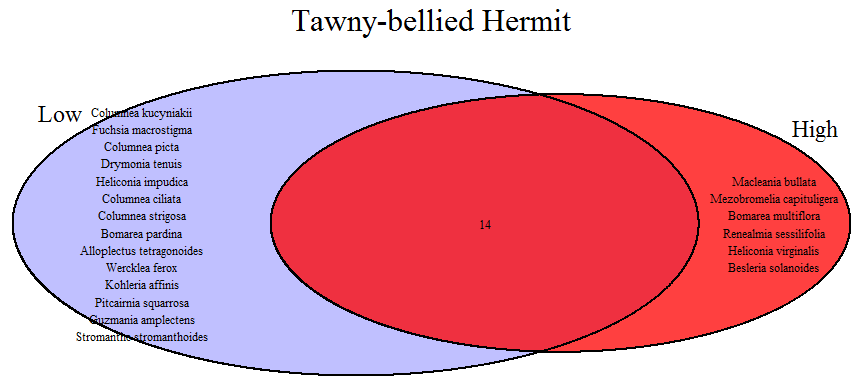 Tawny-bellied Hermit
Low
Columnea kucyniakii
Fuchsia macrostigma
Columnea picta
Drymonia tenuis
Heliconia impudica
Columnea ciliata
Columnea strigosa
Bomarea pardina
Alloplectus tetragonoides
Wercklea ferox
Kohleria affinis
Pitcairnia squarrosa
Guzmania amplectens
Stromanthe stromanthoides
14
High
Macleania bullata
Mezobromelia capituligera
Bomarea multiflora
Renealmia sessilifolia
Heliconia virginalis
Besleria solanoides